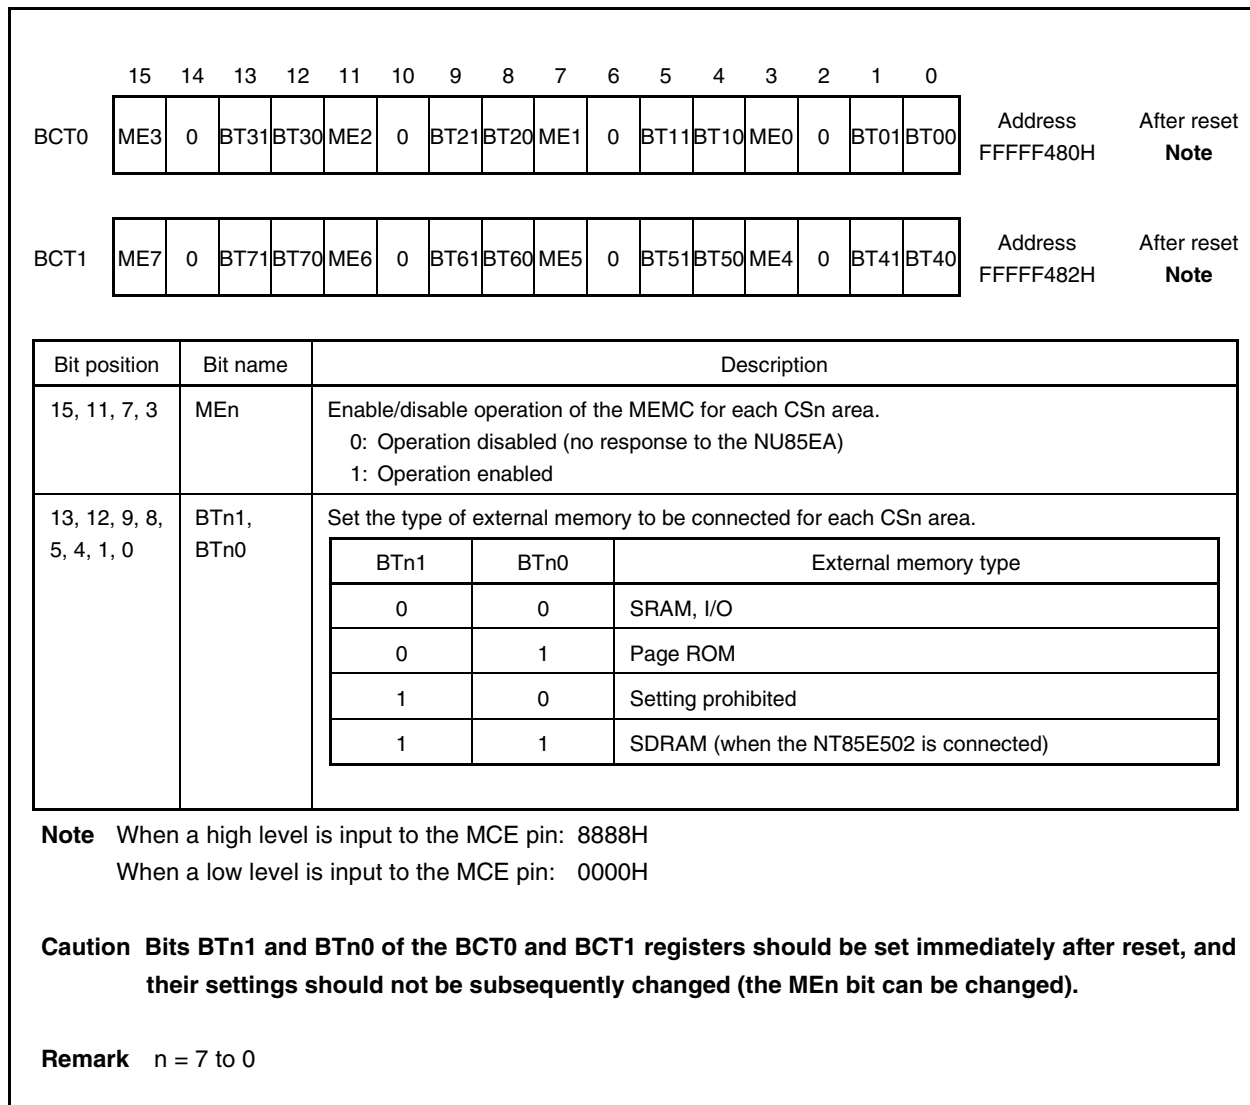 15 14 13 12 11 10 9 8 7 6 5 4 3 2 1 0
BCT0 ME3 0 BT31 BT30 ME2 0 BT21 BT20 ME1 0 BT11 BT10 ME0 0 BT01 BT00 Address After reset
FFFFF480H Note
BCT1 ME7 0 BT71 BT70 ME6 0 BT61 BT60 ME5 0 BT51 BT50 ME4 0 BT41 BT40 Address After reset
FFFFF482H Note
Bit position Bit name Description
15, 11, 7, 3 MEn Enable/disable operation of the MEMC for each CSn area.
0: Operation disabled (no response to the NU85EA)
1: Operation enabled
13, 12, 9, 8, BTn1, Set the type of external memory to be connected for each CSn area.
5, 4, 1, 0 BTn0
BTn1 BTn0 External memory type
0 0 SRAM, I/O
0 1 Page ROM
1 0 Setting prohibited
1 1 SDRAM (when the NT85E502 is connected)
Note When a high level is input to the MCE pin: 8888H
When a low level is input to the MCE pin: 0000H
Caution Bits BTn1 and BTn0 of the BCT0 and BCT1 registers should be set immediately after reset, and
their settings should not be subsequently changed (the MEn bit can be changed).
Remark n = 7 to 0